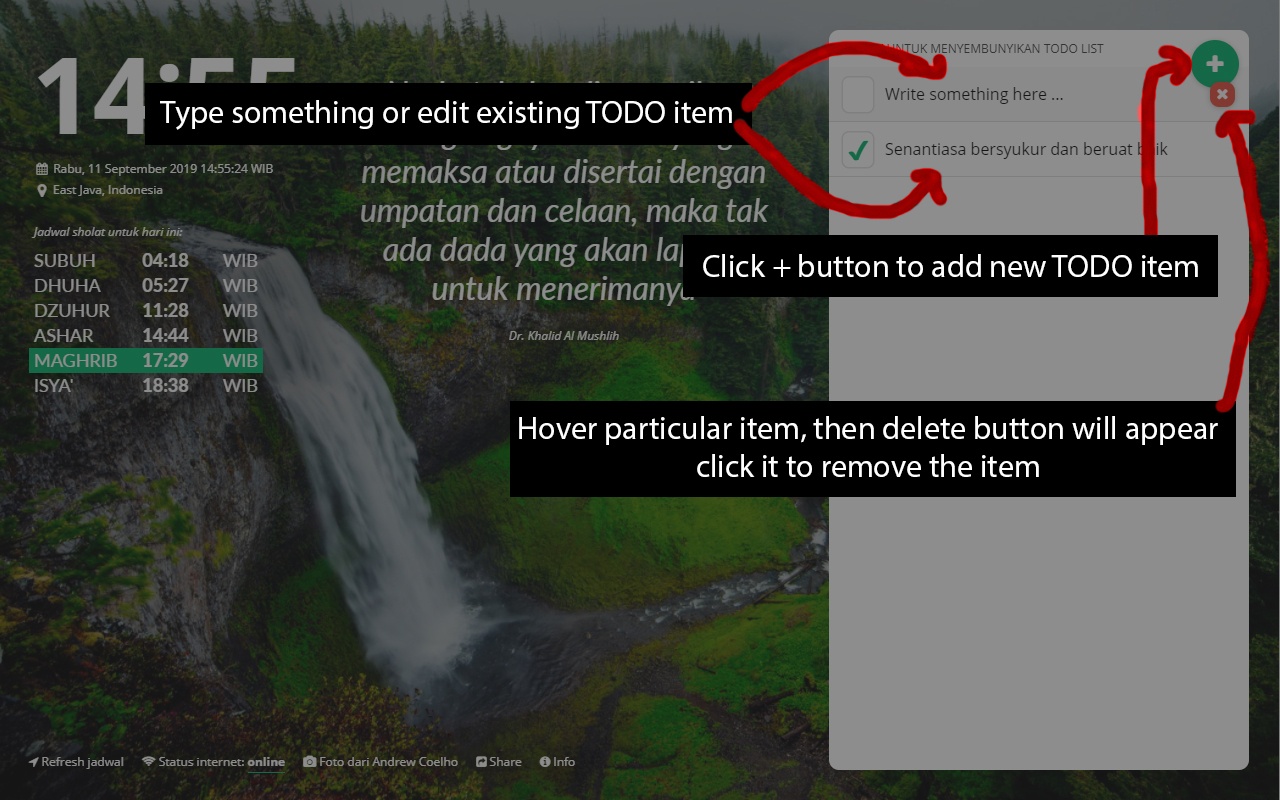 14:55
Type something or edit existing TODO item
Rabu, 11 September 2019 14:55:24 WIB
East Java, Indonesia
Jadwal sholat untuk hari ini:
SUBUH 04:18 WIB
DHUHA 05:27 WIB
DZUHUR 11:28 WIB
ASHAR 14:44 WIB
MAGHRIB 17:29 WIB
ISYA' 18:38 WIB
memaksa atau disertai dengan
umpatan dan celaan, maka tak
ada dada yang akan
untuk menerimanya
Dr. Khalid Al Mushlih
UNTUK MENYEMBUNYIKAN TODO LIST
Write something here ...
Senantiasa bersyukur dan beruat baik
Click + button to add new TODO item
Hover particular item, then delete button will appear
click it to remove the item
Refresh jadwal Status internet: online Foto dari Andrew Coelho Share Info